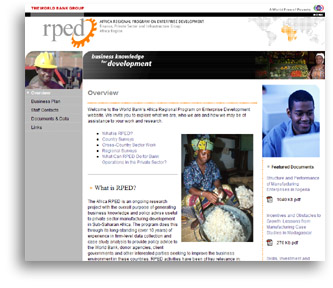 THE WORLD BANK GROUP
A World Free of Poverty
rped
AFRICA REGIONAL PROGRAM ON ENTERPRISE DEVELOPMENT
Finance, Private Sector and Infrastructure Group
Africa Region
business knowledge
for development
Overview
Business Plan
Staff Contacts
Documents & Data
Links
Overview
Welcome to the World Bank's Africa Regional Program on Enterprise Development
website. We invite you to explore what we are, who we are and how we may be of
assistance to your work and research.
What is RPED?
Country Surveys
Cross-Country Sector Work
Regional Surveys
What Can RPED Do for Bank
Operations in the Private Sector?
What is RPED?
The Africa RPED is an ongoing research
project with the overall purpose of generating
business knowledge and policy advice useful
to private sector manufacturing development
in Sub-Saharan Africa. The program does this
through its long-standing over 10 years of
experience in firm-level data collection and
case study analysis to provide policy advice to
the World Bank, donor agencies, client
governments and other interested parties seeking to improve the business
environment in these countries. RPED activities have been of key relevance in
Featured Documents
Structure and Performance
of Manufacturing
Enterprises in Nigeria
1040 kb pdf
Incentives and Obstacles to
Growth: Lessons from
Manufacturing Case
Studies in Madagascar
270 kb pdf